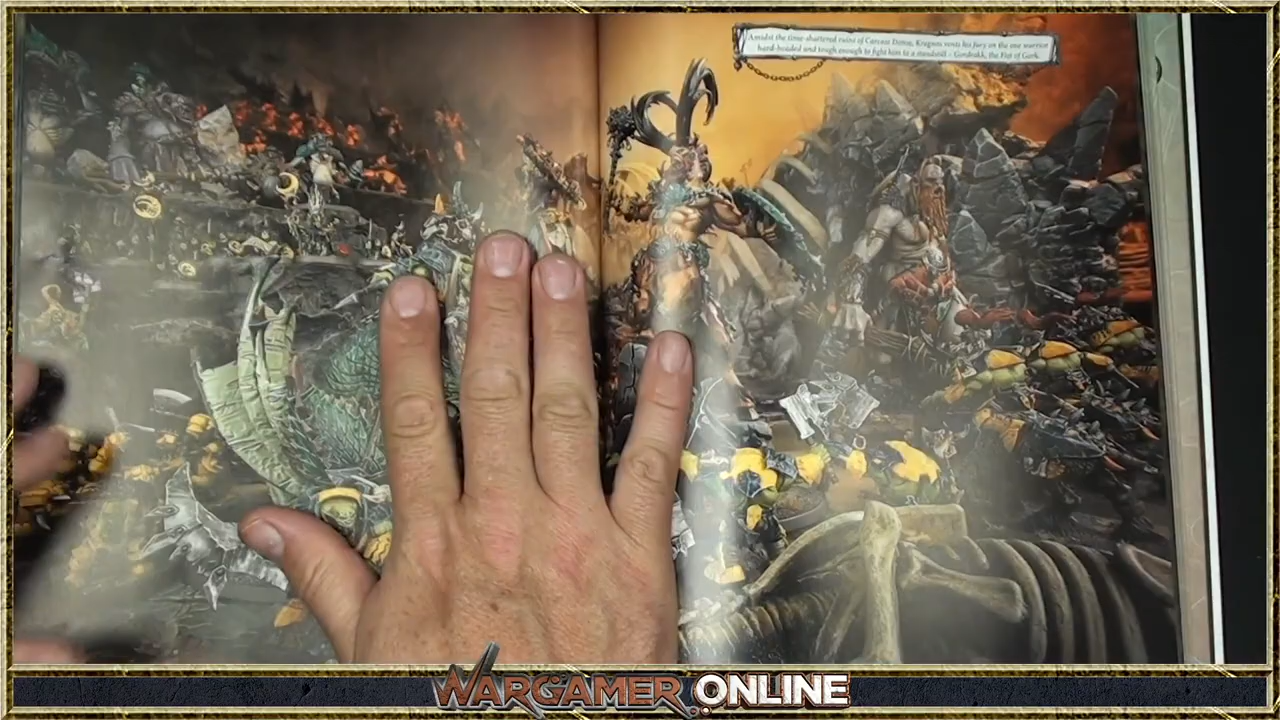 Amidst the time-shattered ruins of Carcass Donse, Kragnos vents his fury on the one warrior
hard-headed and tough enough to fight him to a standstill – Gordrakk, the Fist of Gork.
WARGAMER ONLINE